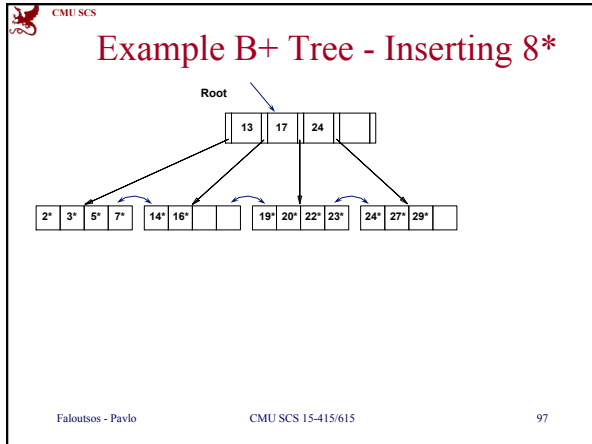 CMU SCS
Example B+ Tree - Inserting 8*
Root
13 17 24
2* 3* 5* 7* 14* 16* 19* 20* 22* 23* 24* 27* 29*
Faloutsos - Pavlo CMU SCS 15-415/615 97